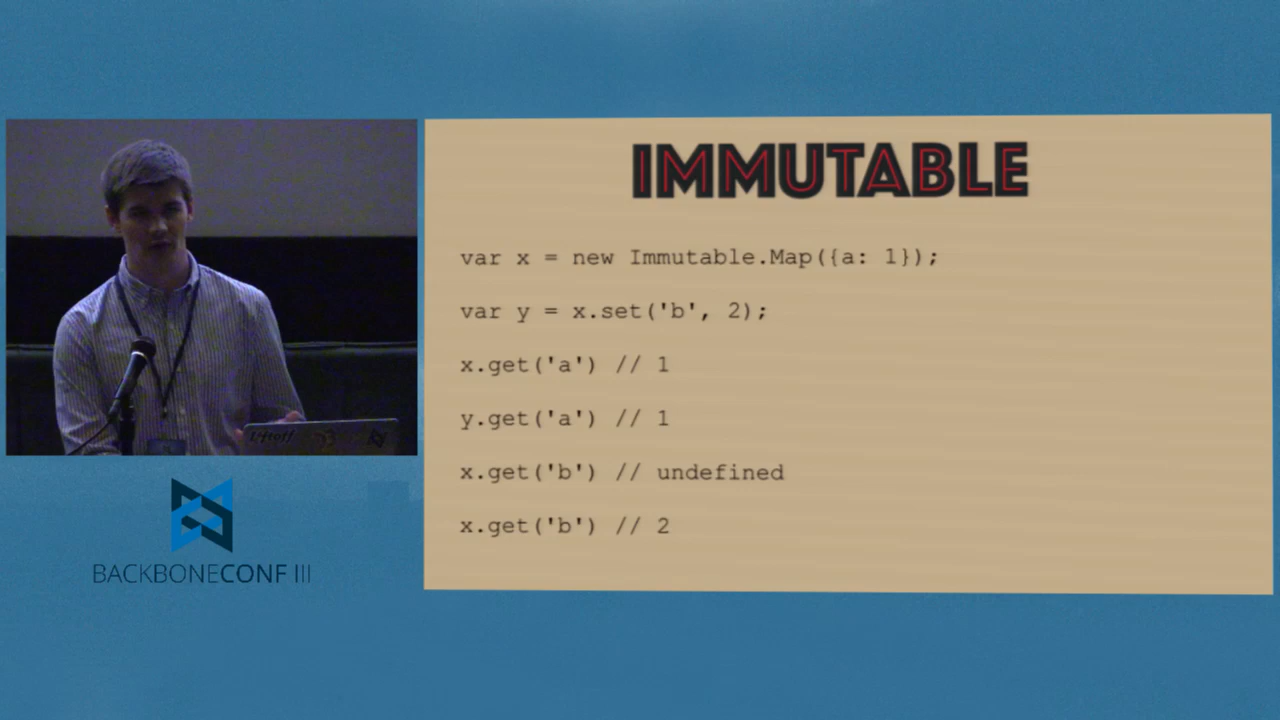 IMMUTABLE
var x = new Immutable.Map({a: 1});
var y = x.set('b', 2);
x.get('a') // 1
y.get('a') // 1
x.get('b') // undefined
x.get('b') // 2
Liftoff
BACKBONECONF III